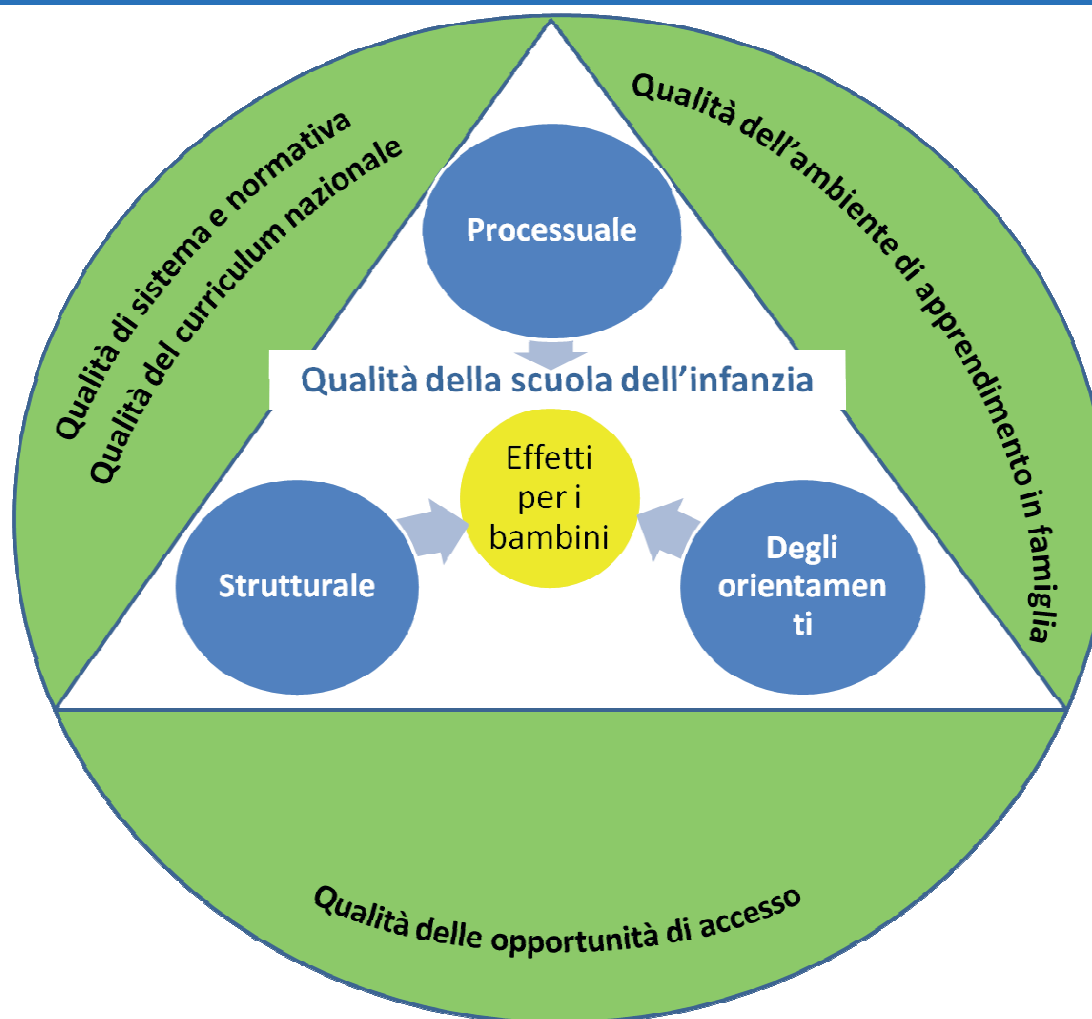 Qualità di sistema e normativa
Qualità del curriculum nazionale
Qualità dell'ambiente di apprendimento in famiglia
Processuale
Qualità della scuola dell'infanzia
Effetti
per i
bambini
Strutturale
Degli
orientamen
ti
Qualità delle opportunità di accesso